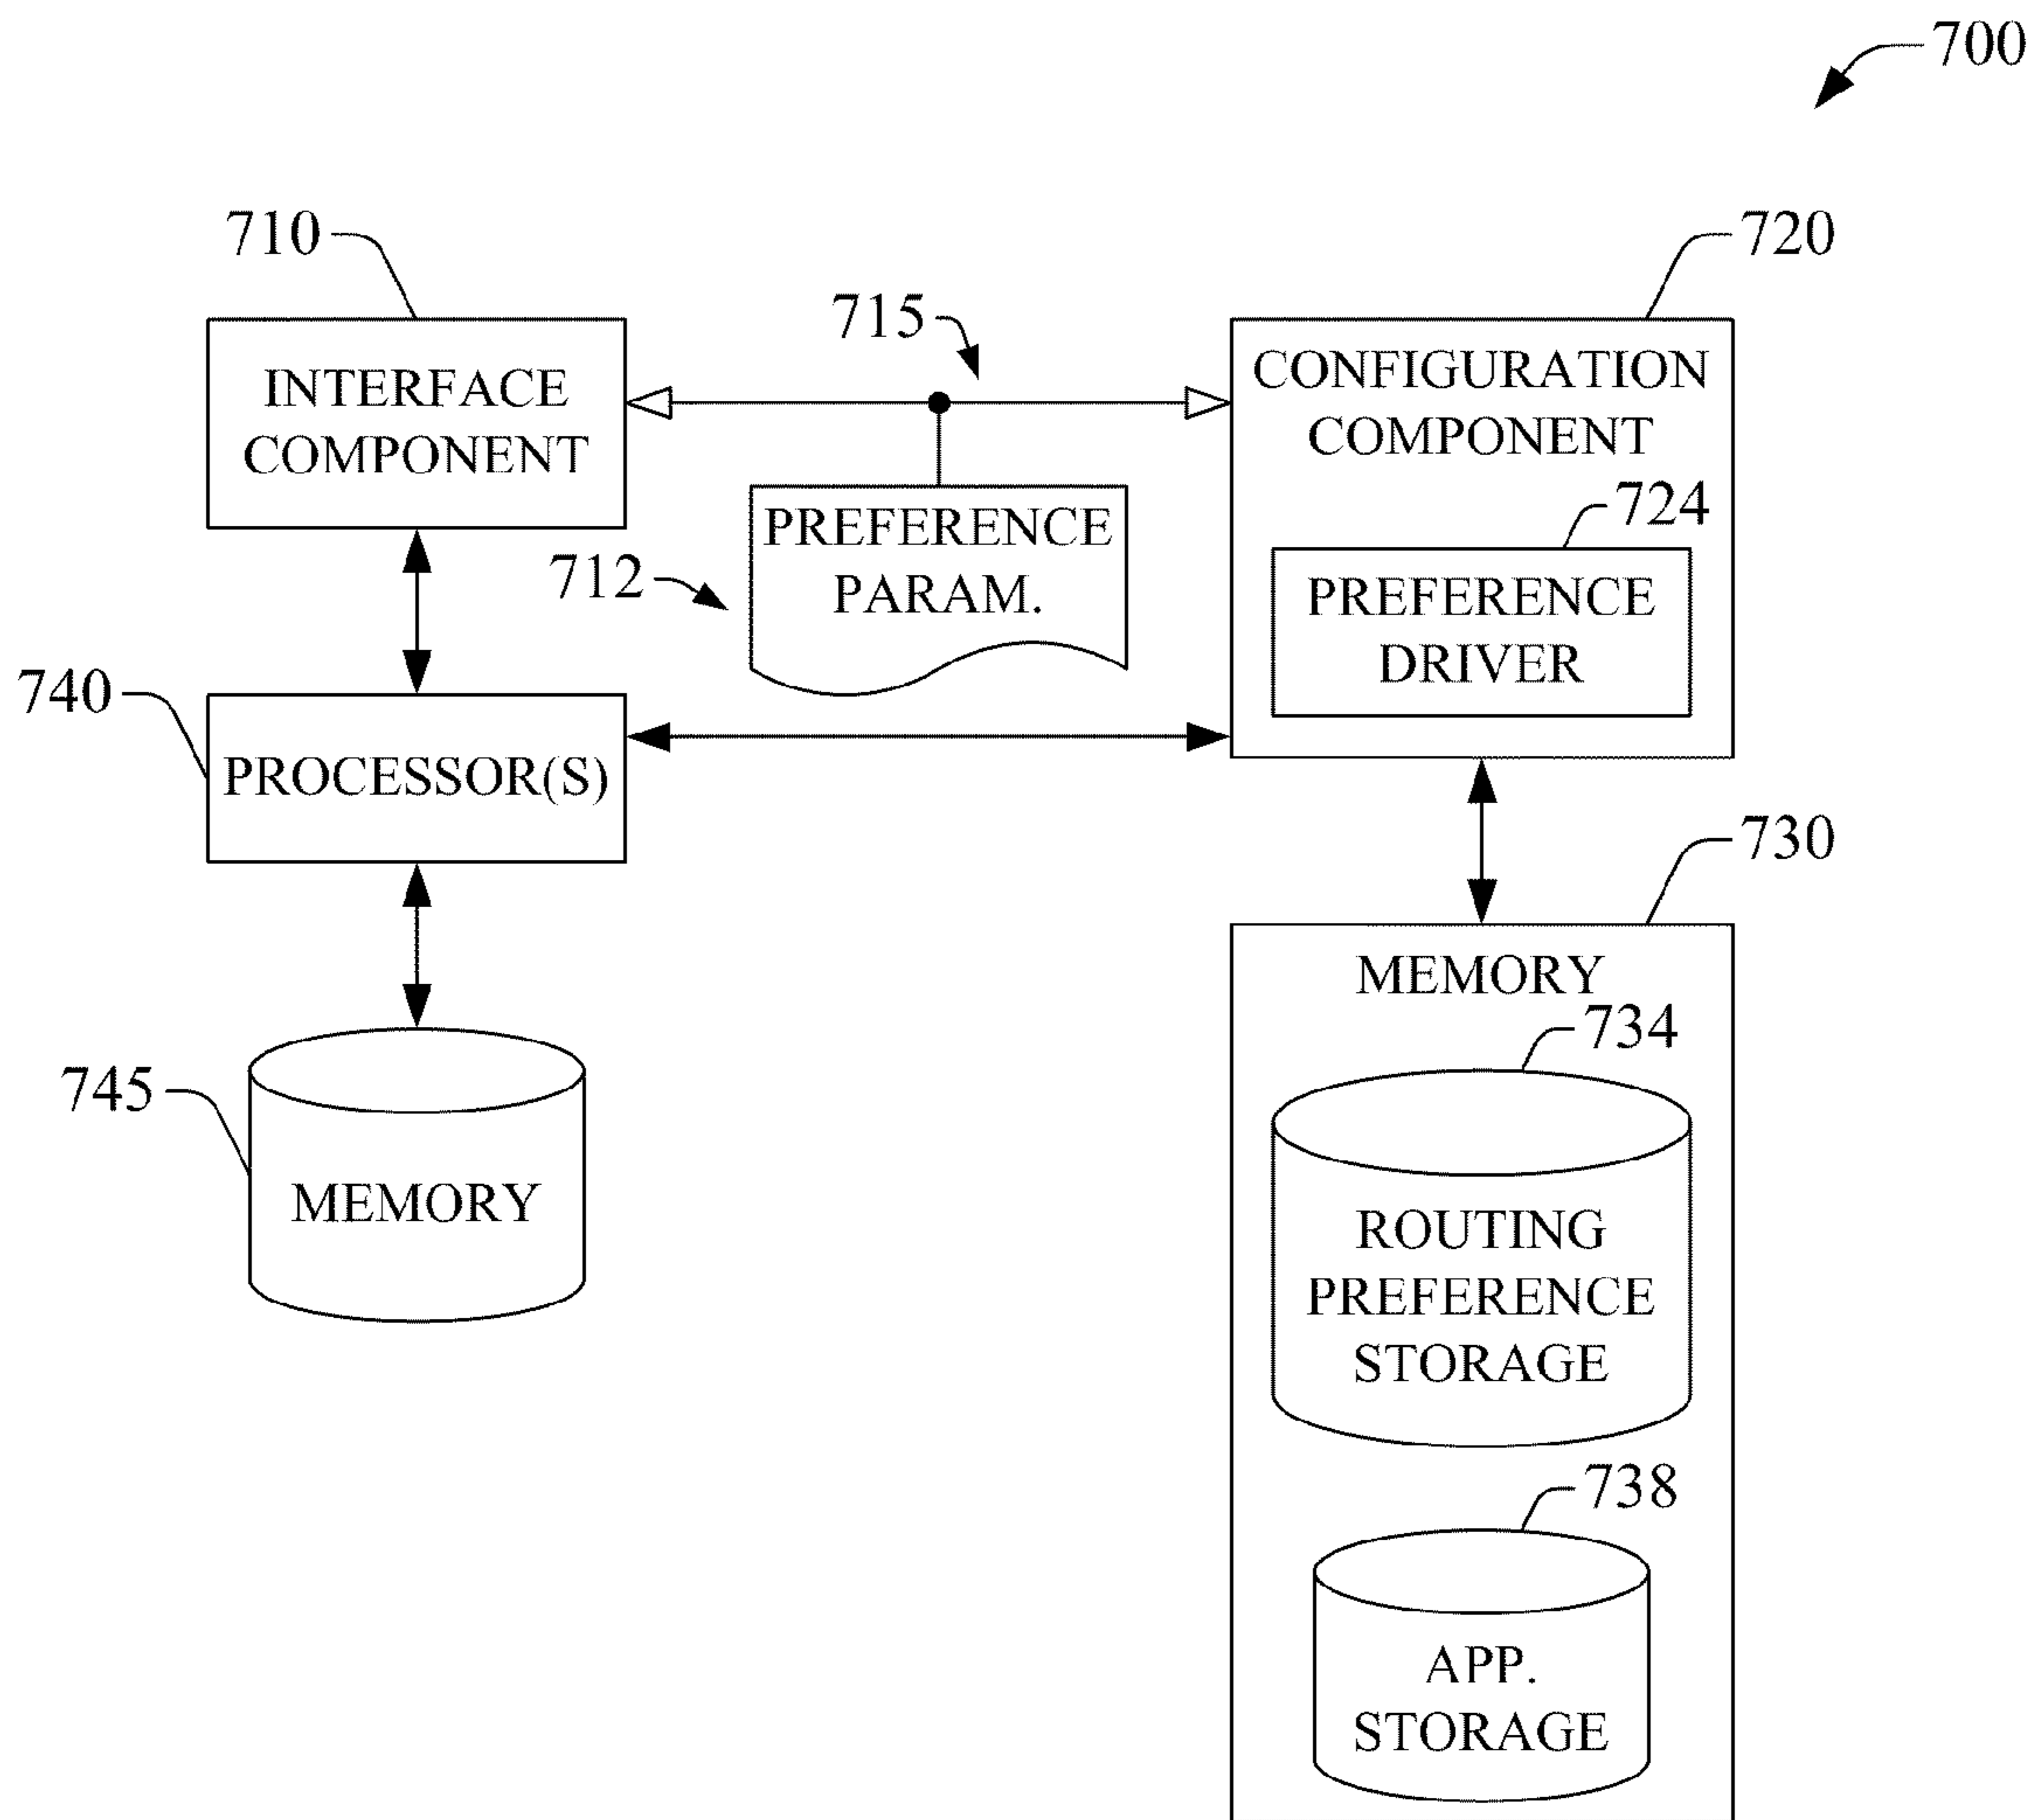 700
710
720
715
INTERFACE
COMPONENT
CONFIGURATION
COMPONENT
724
PREFERENCE
PARAM.
712
PREFERENCE
DRIVER
740
PROCESSOR(S)
730
MEMORY
734
745
MEMORY
ROUTING
PREFERENCE
STORAGE
738
APP.
STORAGE